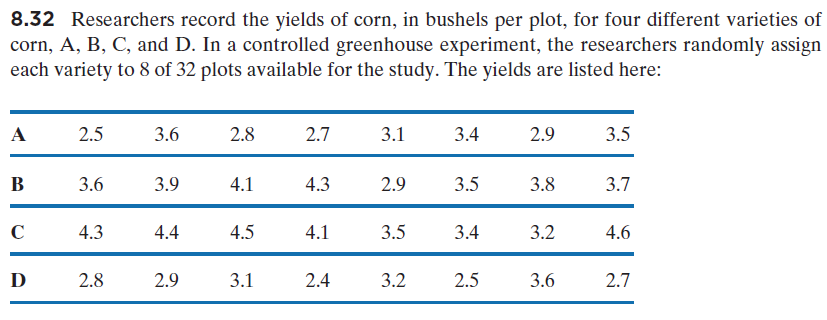 8.32 Researchers record the yields of corn, in bushels per plot, for four different varieties of
corn, A, B, C, and D. In a controlled greenhouse experiment, the researchers randomly assign
each variety to 8 of 32 plots available for the study. The yields are listed here:
A 2.5 3.6 2.8 2.7 3.1 3.4 2.9 3.5
B 3.6 3.9 4.1 4.3 2.9 3.5 3.8 3.7
C 4.3 4.4 4.5 4.1 3.5 3.4 3.2 4.6
D 2.8 2.9 3.1 2.4 3.2 2.5 3.6 2.7